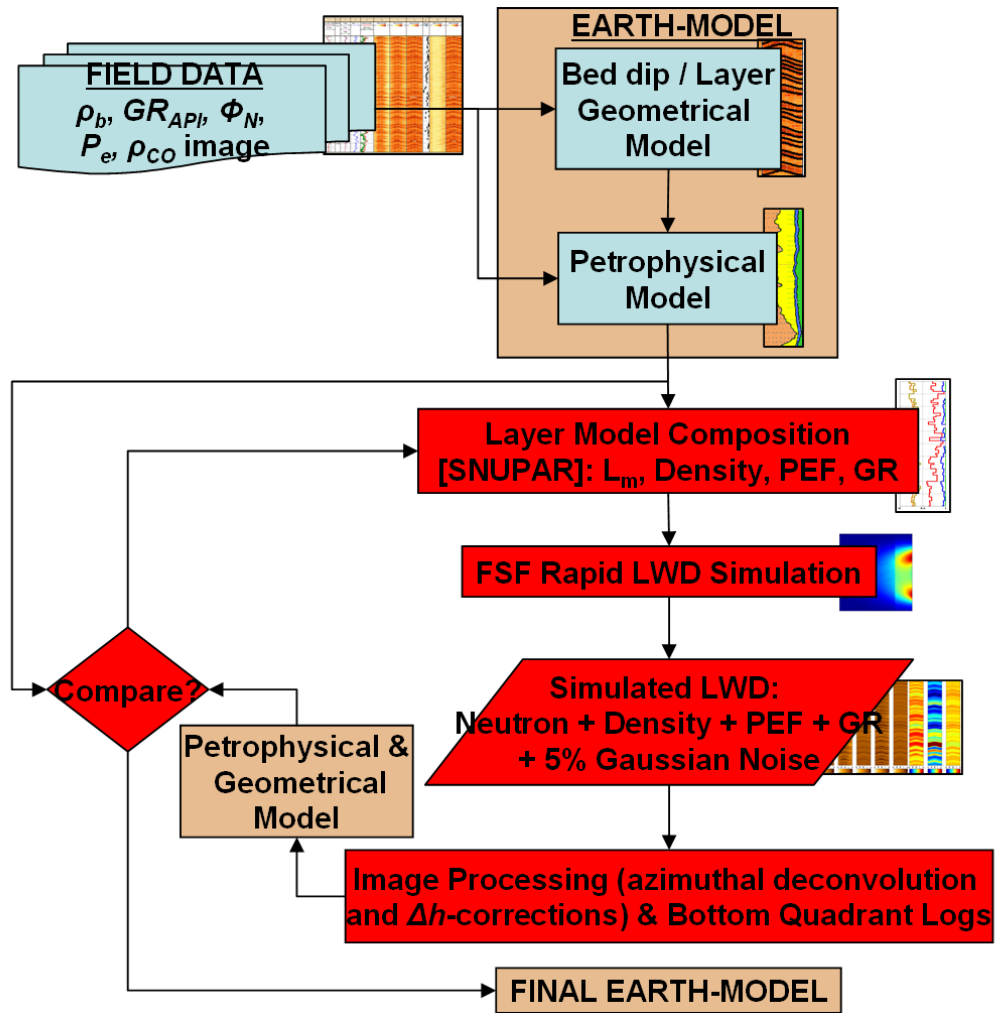 FIELD DATA
ρb, GRAPI, ΦN,
Pe, ρCO image
EARTH-MODEL
Bed dip / Layer
Geometrical
Model
Petrophysical
Model
Layer Model Composition
[SNUPAR]: Lm, Density, PEF, GR
FSF Rapid LWD Simulation
Simulated LWD:
Neutron + Density + PEF + GR
+ 5% Gaussian Noise
Compare?
Petrophysical &
Geometrical
Model
Image Processing (azimuthal deconvolution
and Δh-corrections) & Bottom Quadrant Logs
FINAL EARTH-MODEL